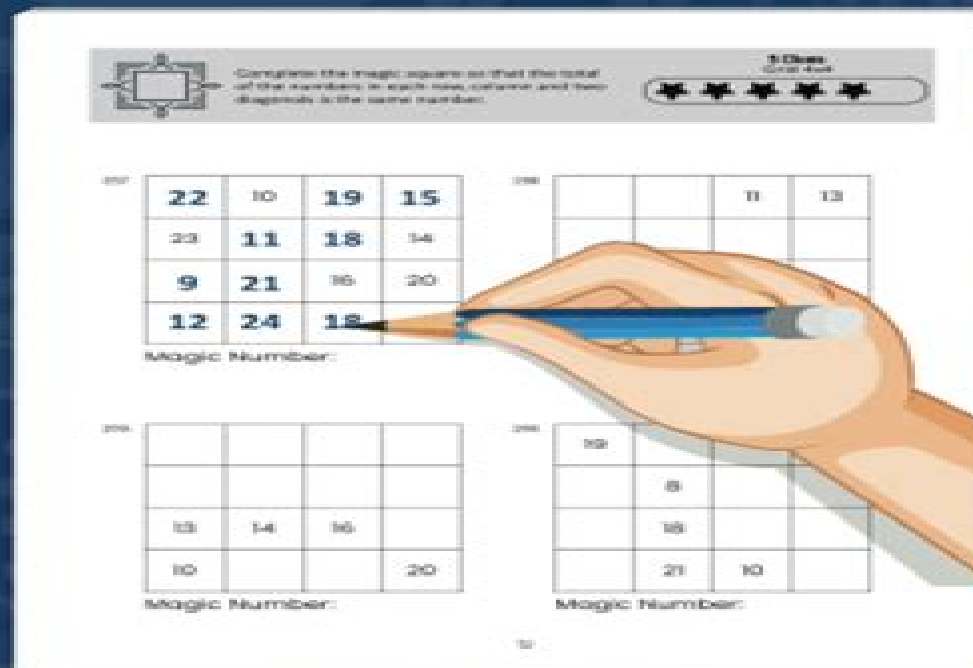 Complete the magic square so that the total
of the numbers in each row, column and two
diagonals is the same number.
Grid 4x4
22 10 19 15
23 11 18 14
9 21 16 20
12 24 18
Magic Number:
11 13
13 14 16
10 20
Magic Number:
19
8
18
21 10
Magic Number: